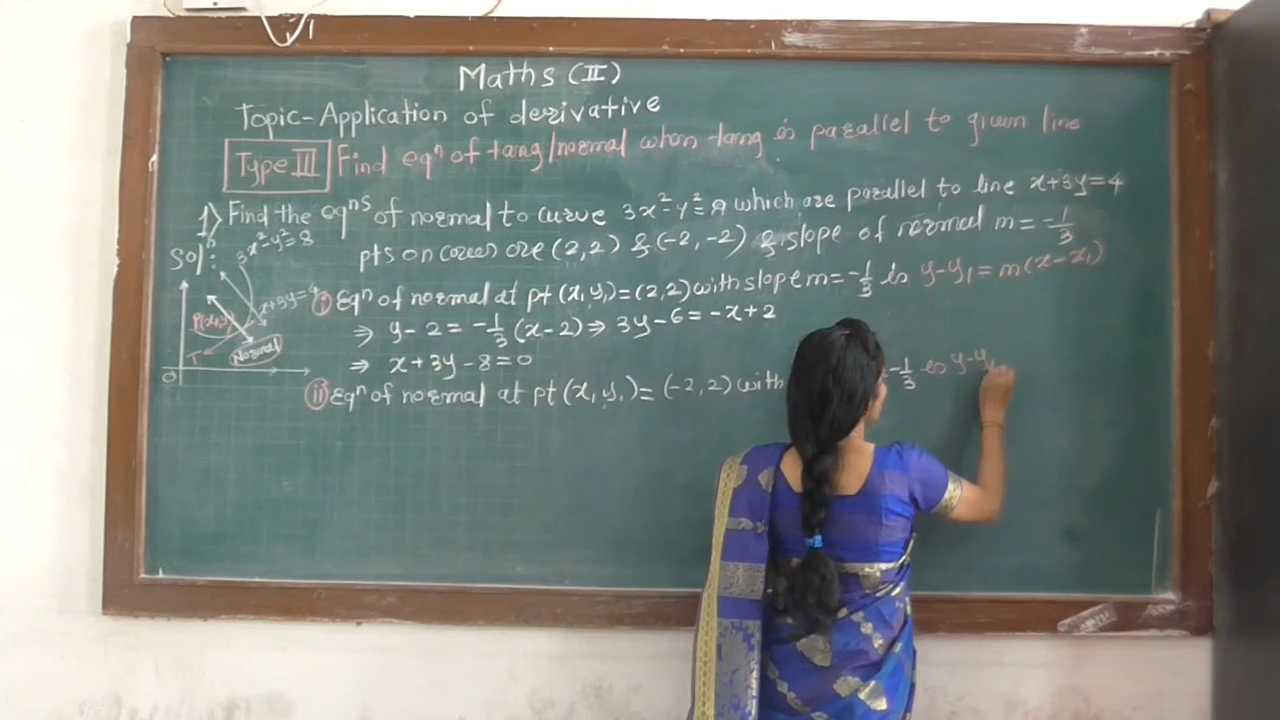 Maths (II)
Topic- Application of derivative
Type III Find eqⁿ of tang/normal when tang is parallel to given line
1) Find the eqⁿˢ of normal to curve 3x²-y²=8 which are parallel to line x+3y=4
Solⁿ: pts on curve are (2,2) & (-2,-2) & slope of normal m = -1/3
3x²-y²=8
x+3y=4
P(x₁,y₁)
T
Normal
O
i) Eqⁿ of normal at pt (x₁y₁)=(2,2) with slope m = -1/3 is y-y₁ = m(x-x₁)
⇒ y-2 = -1/3 (x-2) ⇒ 3y-6 = -x+2
⇒ x+3y-8=0
ii) Eqⁿ of normal at pt (x₁y₁) = (-2,2) with -1/3 is y-y₁